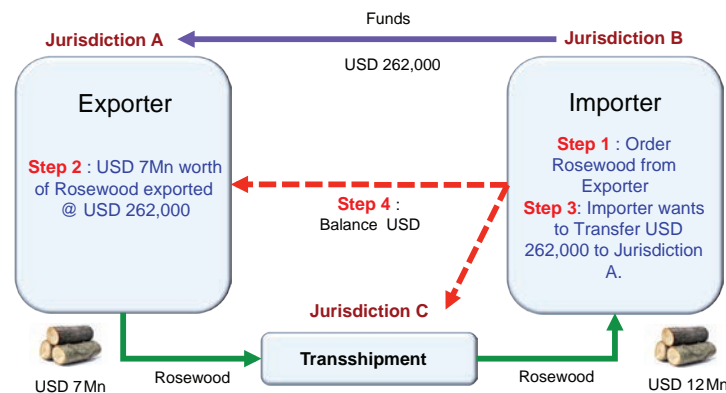 Funds
Jurisdiction A
Jurisdiction B
USD 262,000
Exporter
Step 2 : USD 7Mn worth
of Rosewood exported
@ USD 262,000
Importer
Step 1 : Order
Rosewood from
Exporter
Step 3: Importer wants
to Transfer USD
262,000 to Jurisdiction
A.
Step 4 :
Balance USD
Jurisdiction C
Transshipment
USD 7Mn
Rosewood
Rosewood
USD 12Mn